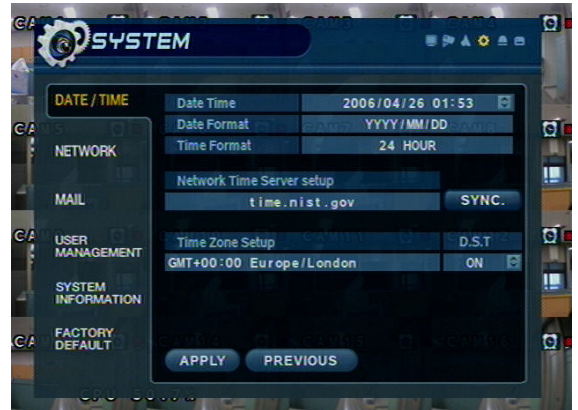 SYSTEM
DATE / TIME
Date Time 2006/04/26 01:53
Date Format YYYY/MM/DD
Time Format 24 HOUR
NETWORK
Network Time Server setup
MAIL
time.nist.gov SYNC.
USER
MANAGEMENT
Time Zone Setup D.S.T
GMT+00:00 Europe/London ON
SYSTEM
INFORMATION
FACTORY
DEFAULT
APPLY PREVIOUS